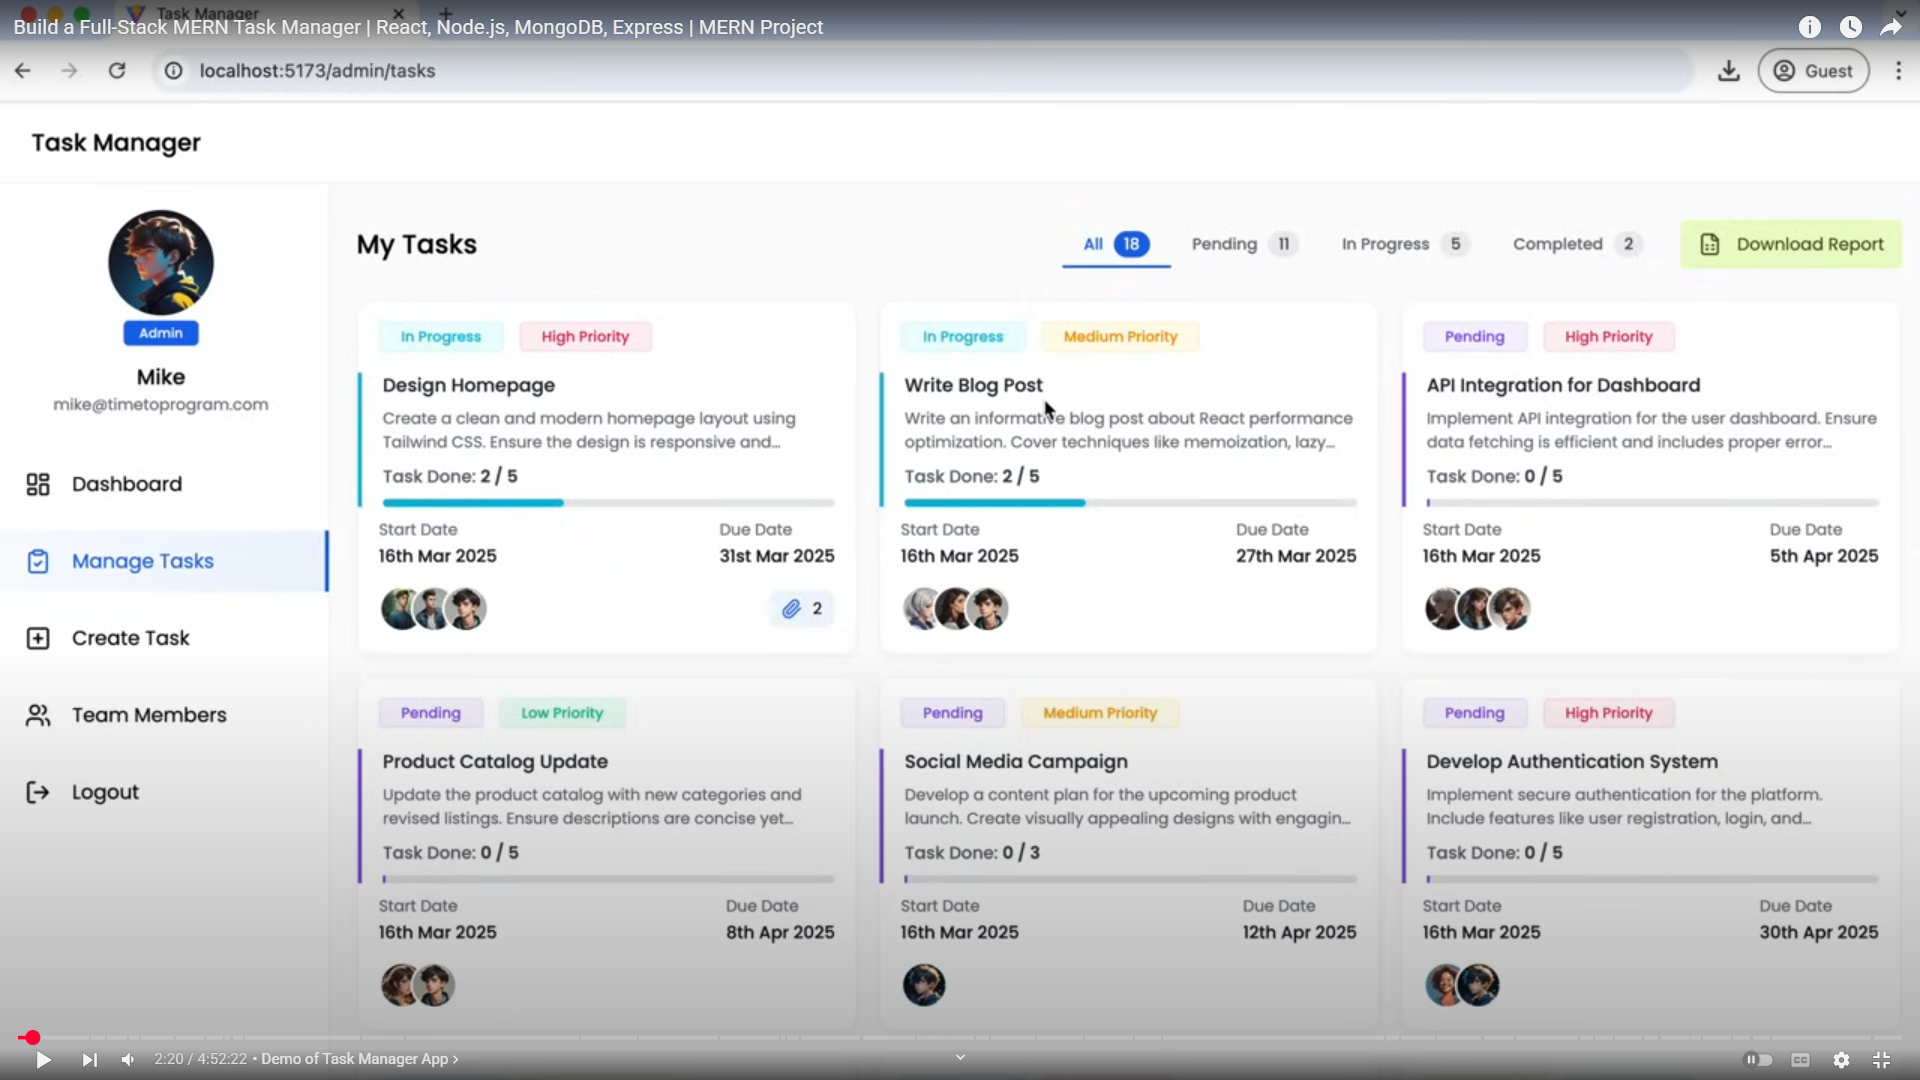 Task Manager
Build a Full-Stack MERN Task Manager | React, Node.js, MongoDB, Express | MERN Project
localhost:5173/admin/tasks
Guest
Task Manager
Admin
Mike
mike@timetoprogram.com
Dashboard
Manage Tasks
Create Task
Team Members
Logout
My Tasks
All 18
Pending 11
In Progress 5
Completed 2
Download Report
In Progress
High Priority
Design Homepage
Create a clean and modern homepage layout using
Tailwind CSS. Ensure the design is responsive and...
Task Done: 2 / 5
Start Date
Due Date
16th Mar 2025
31st Mar 2025
2
In Progress
Medium Priority
Write Blog Post
Write an informative blog post about React performance
optimization. Cover techniques like memoization, lazy...
Task Done: 2 / 5
Start Date
Due Date
16th Mar 2025
27th Mar 2025
Pending
High Priority
API Integration for Dashboard
Implement API integration for the user dashboard. Ensure
data fetching is efficient and includes proper error...
Task Done: 0 / 5
Start Date
Due Date
16th Mar 2025
5th Apr 2025
Pending
Low Priority
Product Catalog Update
Update the product catalog with new categories and
revised listings. Ensure descriptions are concise yet...
Task Done: 0 / 5
Start Date
Due Date
16th Mar 2025
8th Apr 2025
Pending
Medium Priority
Social Media Campaign
Develop a content plan for the upcoming product
launch. Create visually appealing designs with engagin...
Task Done: 0 / 3
Start Date
Due Date
16th Mar 2025
12th Apr 2025
Pending
High Priority
Develop Authentication System
Implement secure authentication for the platform.
Include features like user registration, login, and...
Task Done: 0 / 5
Start Date
Due Date
16th Mar 2025
30th Apr 2025
2:20 / 4:52:22 • Demo of Task Manager App ›
CC